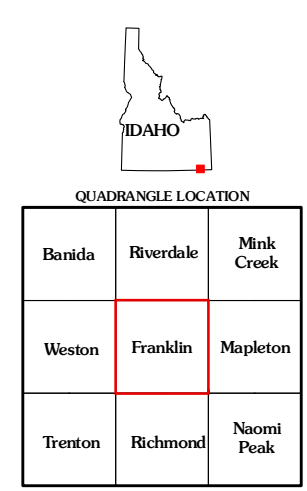 IDAHO
QUADRANGLE LOCATION
Banida
Riverdale
Mink
Creek
Weston
Franklin
Mapleton
Trenton
Richmond
Naomi
Peak